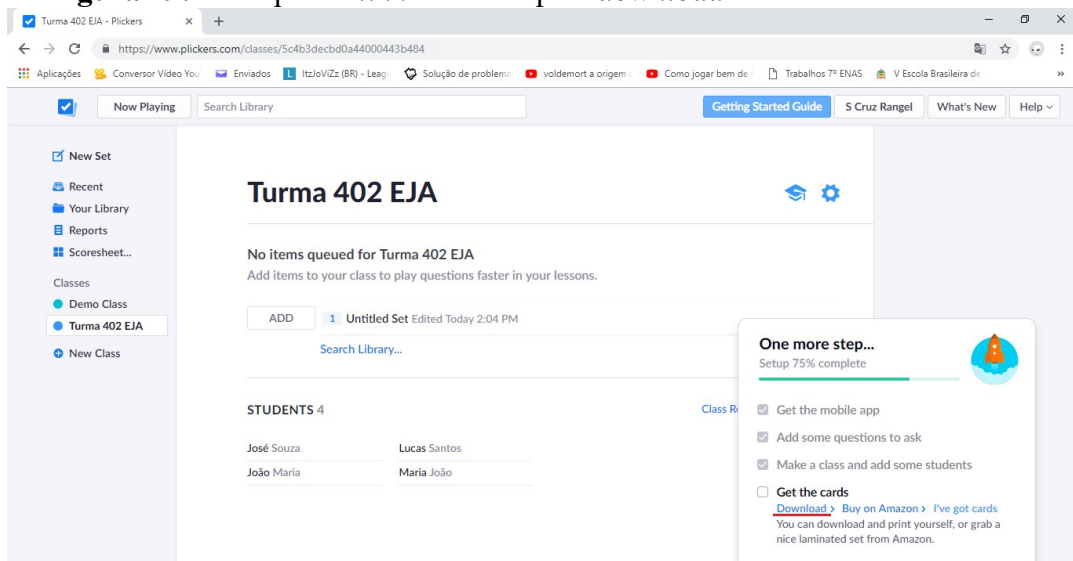 Turma 402 EJA - Plickers
https://www.plickers.com/classes/5c4b3decbd0a44000443b484
Aplicações Conversor Vídeo You Enviados ItzJoViZz (BR) - Leag Solução de problema voldemort a origem Como jogar bem de Trabalhos 7º ENAS V Escola Brasileira de
Now Playing Search Library Getting Started Guide S Cruz Rangel What's New Help
New Set
Recent
Your Library
Reports
Scoresheet...
Classes
Demo Class
Turma 402 EJA
New Class
Turma 402 EJA
No items queued for Turma 402 EJA
Add items to your class to play questions faster in your lessons.
ADD 1 Untitled Set Edited Today 2:04 PM
Search Library...
STUDENTS 4 Class Re
José Souza Lucas Santos
João Maria Maria João
One more step...
Setup 75% complete
Get the mobile app
Add some questions to ask
Make a class and add some students
Get the cards
Download > Buy on Amazon > I've got cards
You can download and print yourself, or grab a
nice laminated set from Amazon.